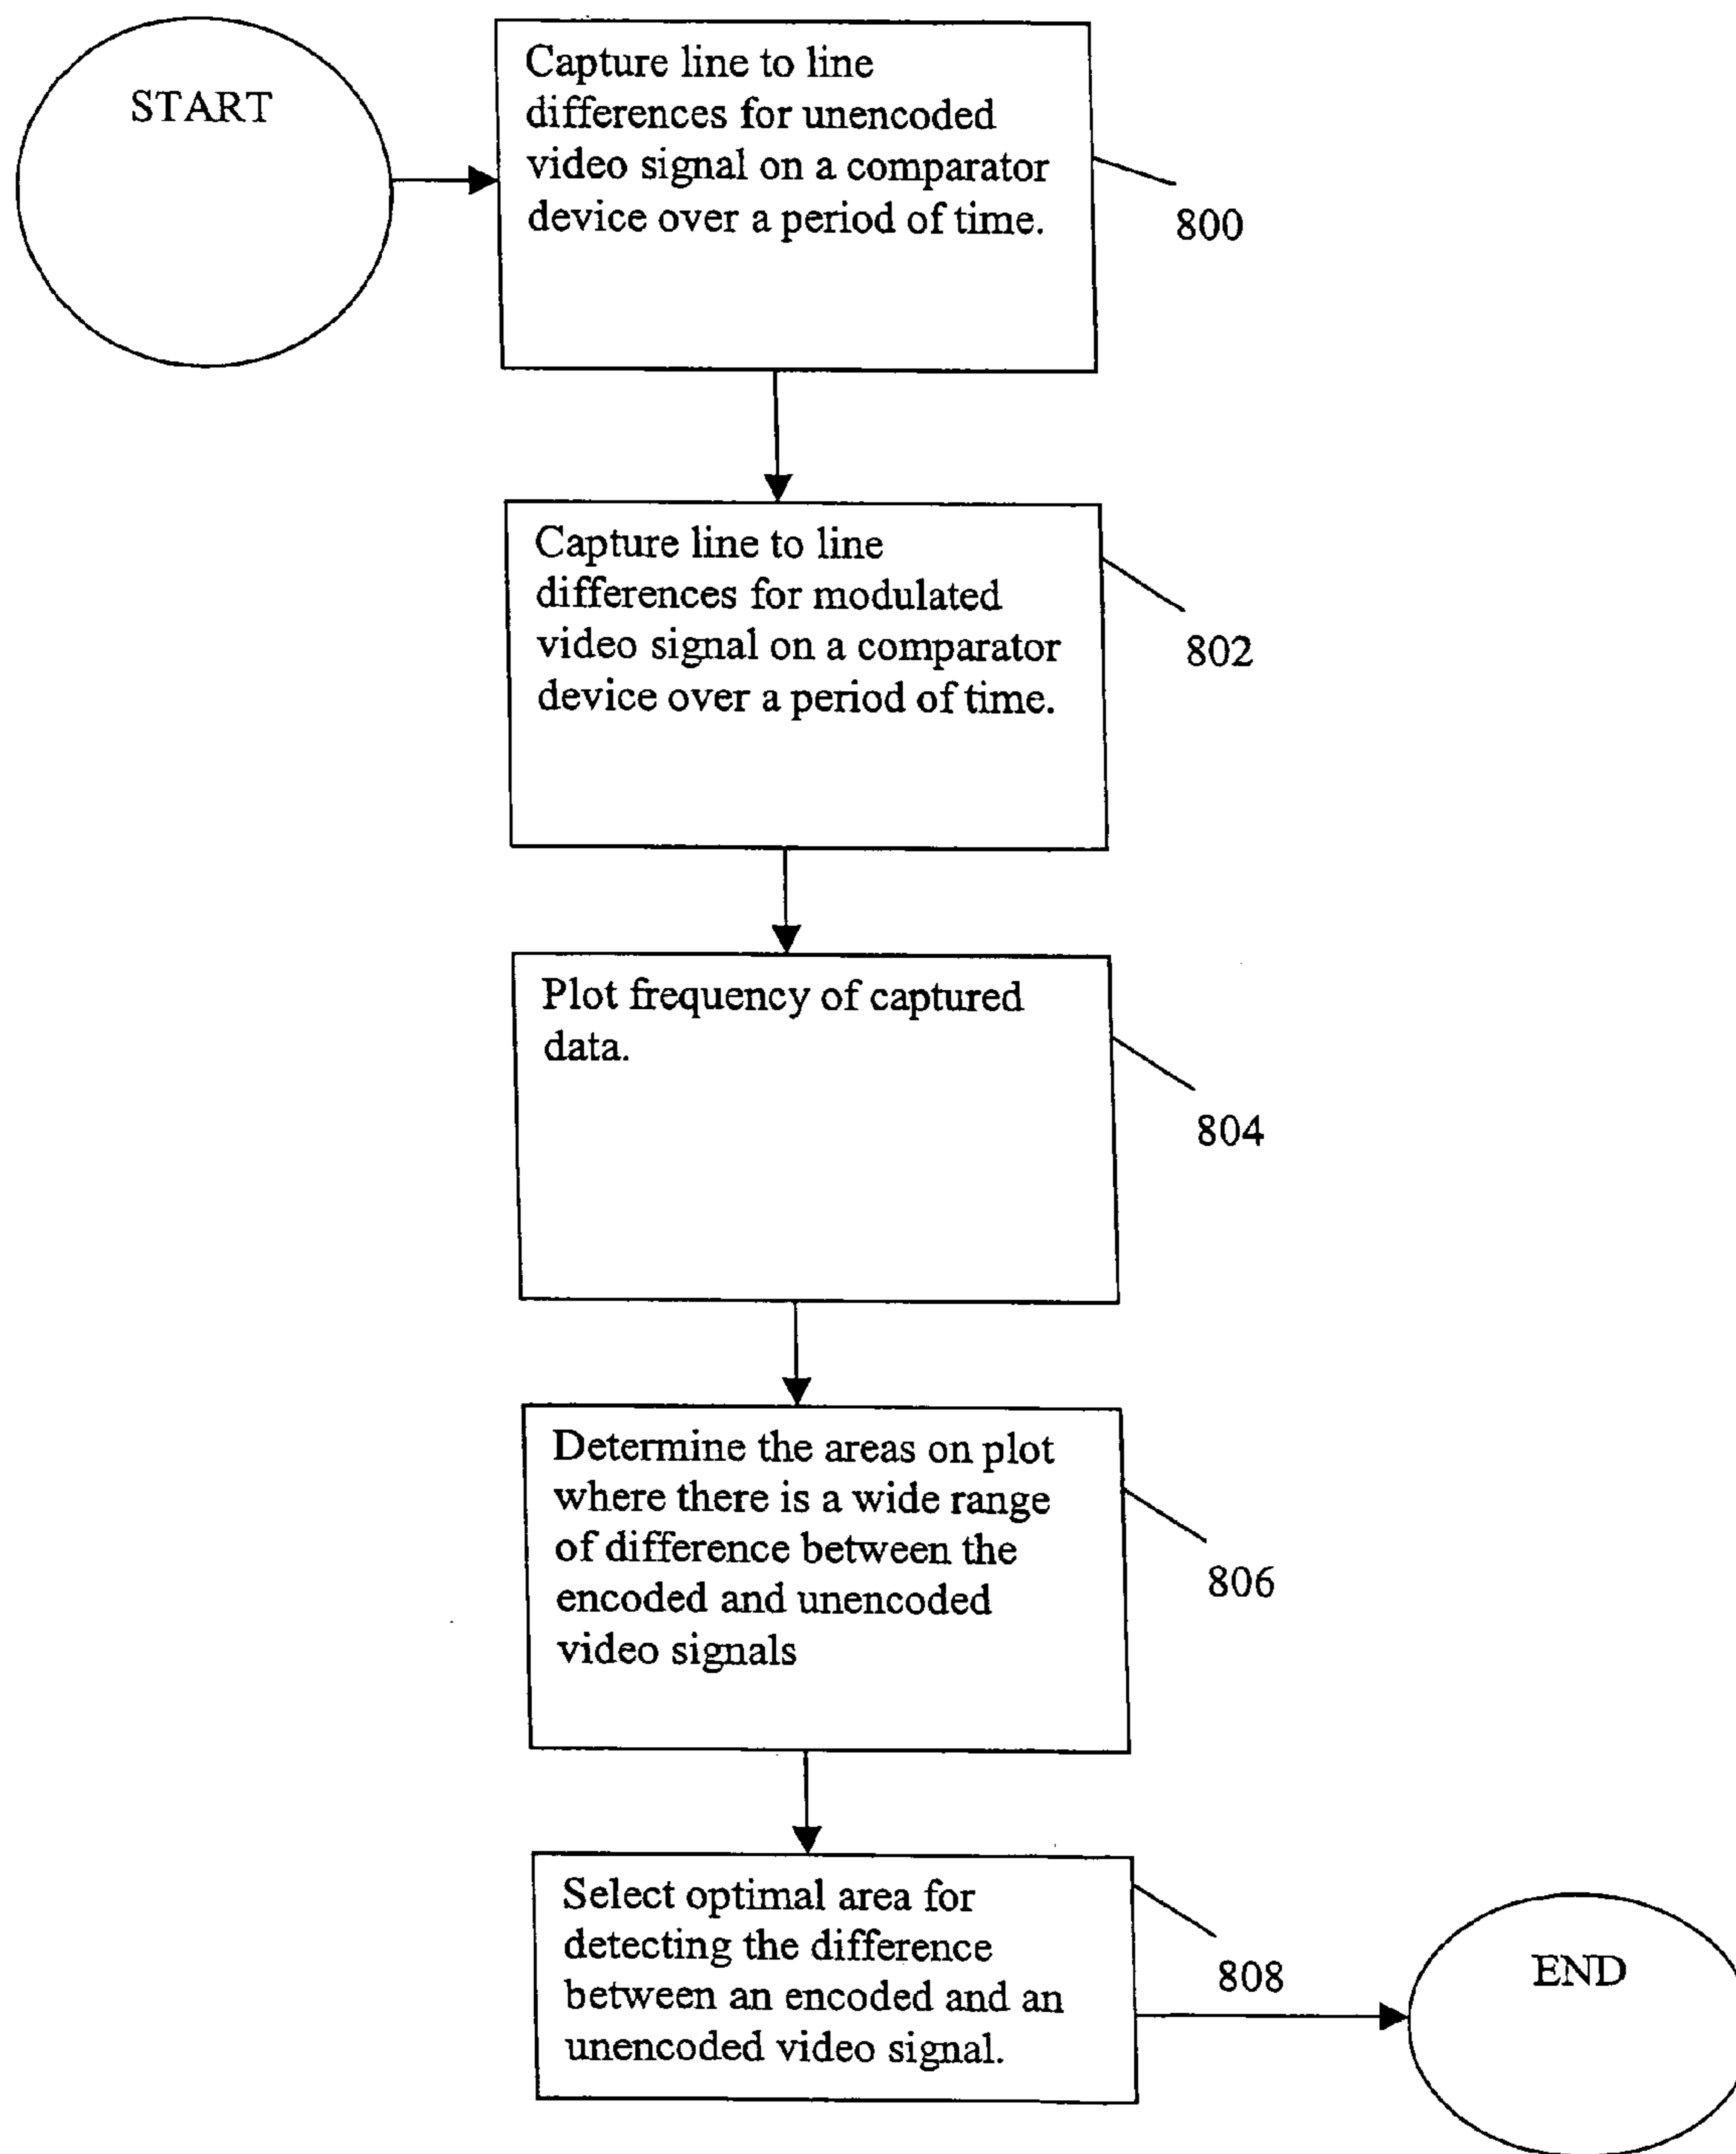 START
Capture line to line
differences for unencoded
video signal on a comparator
device over a period of time.
800
Capture line to line
differences for modulated
video signal on a comparator
device over a period of time.
802
Plot frequency of captured
data.
804
Determine the areas on plot
where there is a wide range
of difference between the
encoded and unencoded
video signals
806
Select optimal area for
detecting the difference
between an encoded and an
unencoded video signal.
808
END